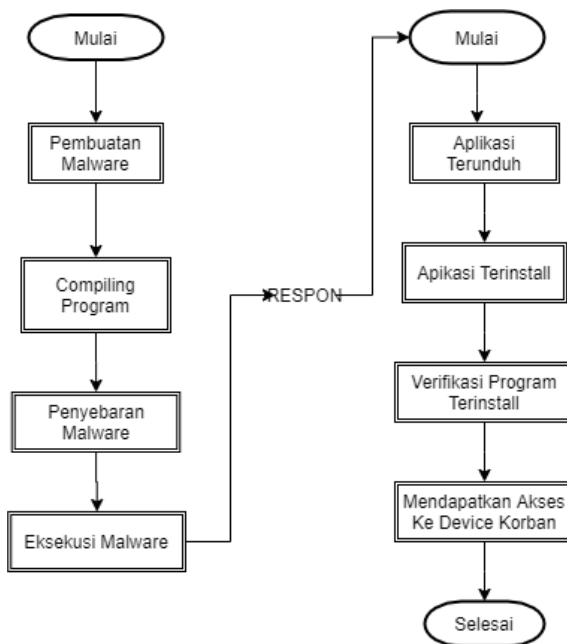 Mulai
Pembuatan
Malware
Compiling
Program
Penyebaran
Malware
Eksekusi Malware
RESPON
Mulai
Aplikasi
Terunduh
Apikasi Terinstall
Verifikasi Program
Terinstall
Mendapatkan Akses
Ke Device Korban
Selesai